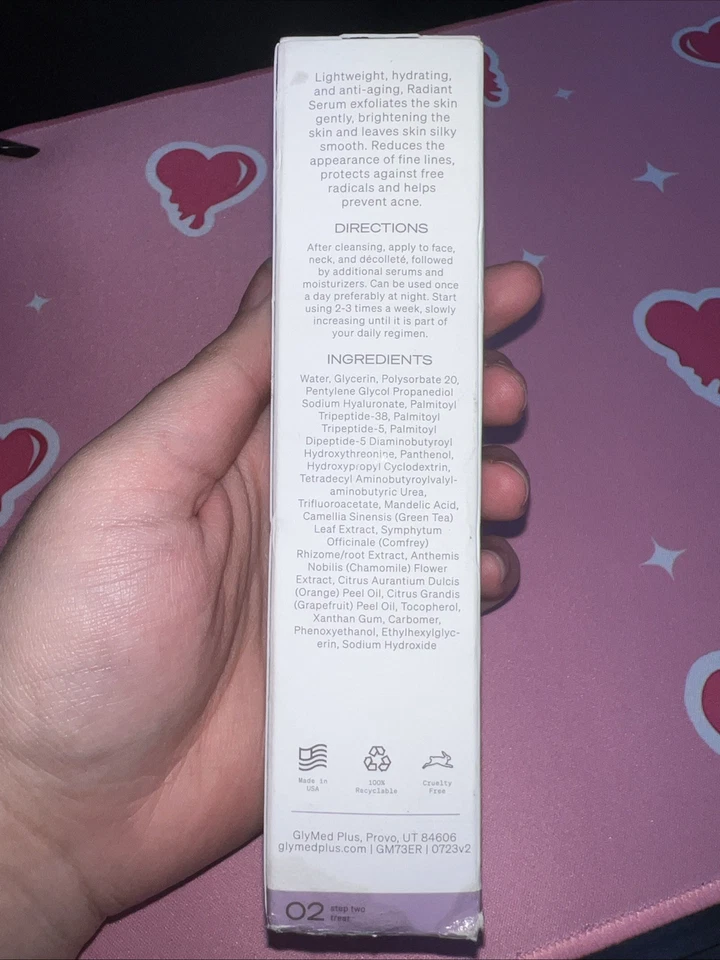 Lightweight, hydrating,
and anti-aging, Radiant
Serum exfoliates the skin
gently, brightening the
skin and leaves skin silky
smooth. Reduces the
appearance of fine lines,
protects against free
radicals and helps
prevent acne.
DIRECTIONS
After cleansing, apply to face,
neck, and décolleté, followed
by additional serums and
moisturizers. Can be used once
a day preferably at night. Start
using 2-3 times a week, slowly
increasing until it is part of
your daily regimen.
INGREDIENTS
Water, Glycerin, Polysorbate 20,
Pentylene Glycol Propanediol
Sodium Hyaluronate, Palmitoyl
Tripeptide-38, Palmitoyl
Tripeptide-5, Palmitoyl
Dipeptide-5 Diaminobutyroyl
Hydroxythreonine, Panthenol,
Hydroxypropyl Cyclodextrin,
Tetradecyl Aminobutyroylvalyl-
aminobutyric Urea,
Trifluoroacetate, Mandelic Acid,
Camellia Sinensis (Green Tea)
Leaf Extract, Symphytum
Officinale (Comfrey)
Rhizome/root Extract, Anthemis
Nobilis (Chamomile) Flower
Extract, Citrus Aurantium Dulcis
(Orange) Peel Oil, Citrus Grandis
(Grapefruit) Peel Oil, Tocopherol,
Xanthan Gum, Carbomer,
Phenoxyethanol, Ethylhexylglyc-
erin, Sodium Hydroxide
Made in
USA
100%
Recyclable
Cruelty
Free
GlyMed Plus, Provo, UT 84606
glymedplus.com | GM73ER | 0723v2
02 step two
treat